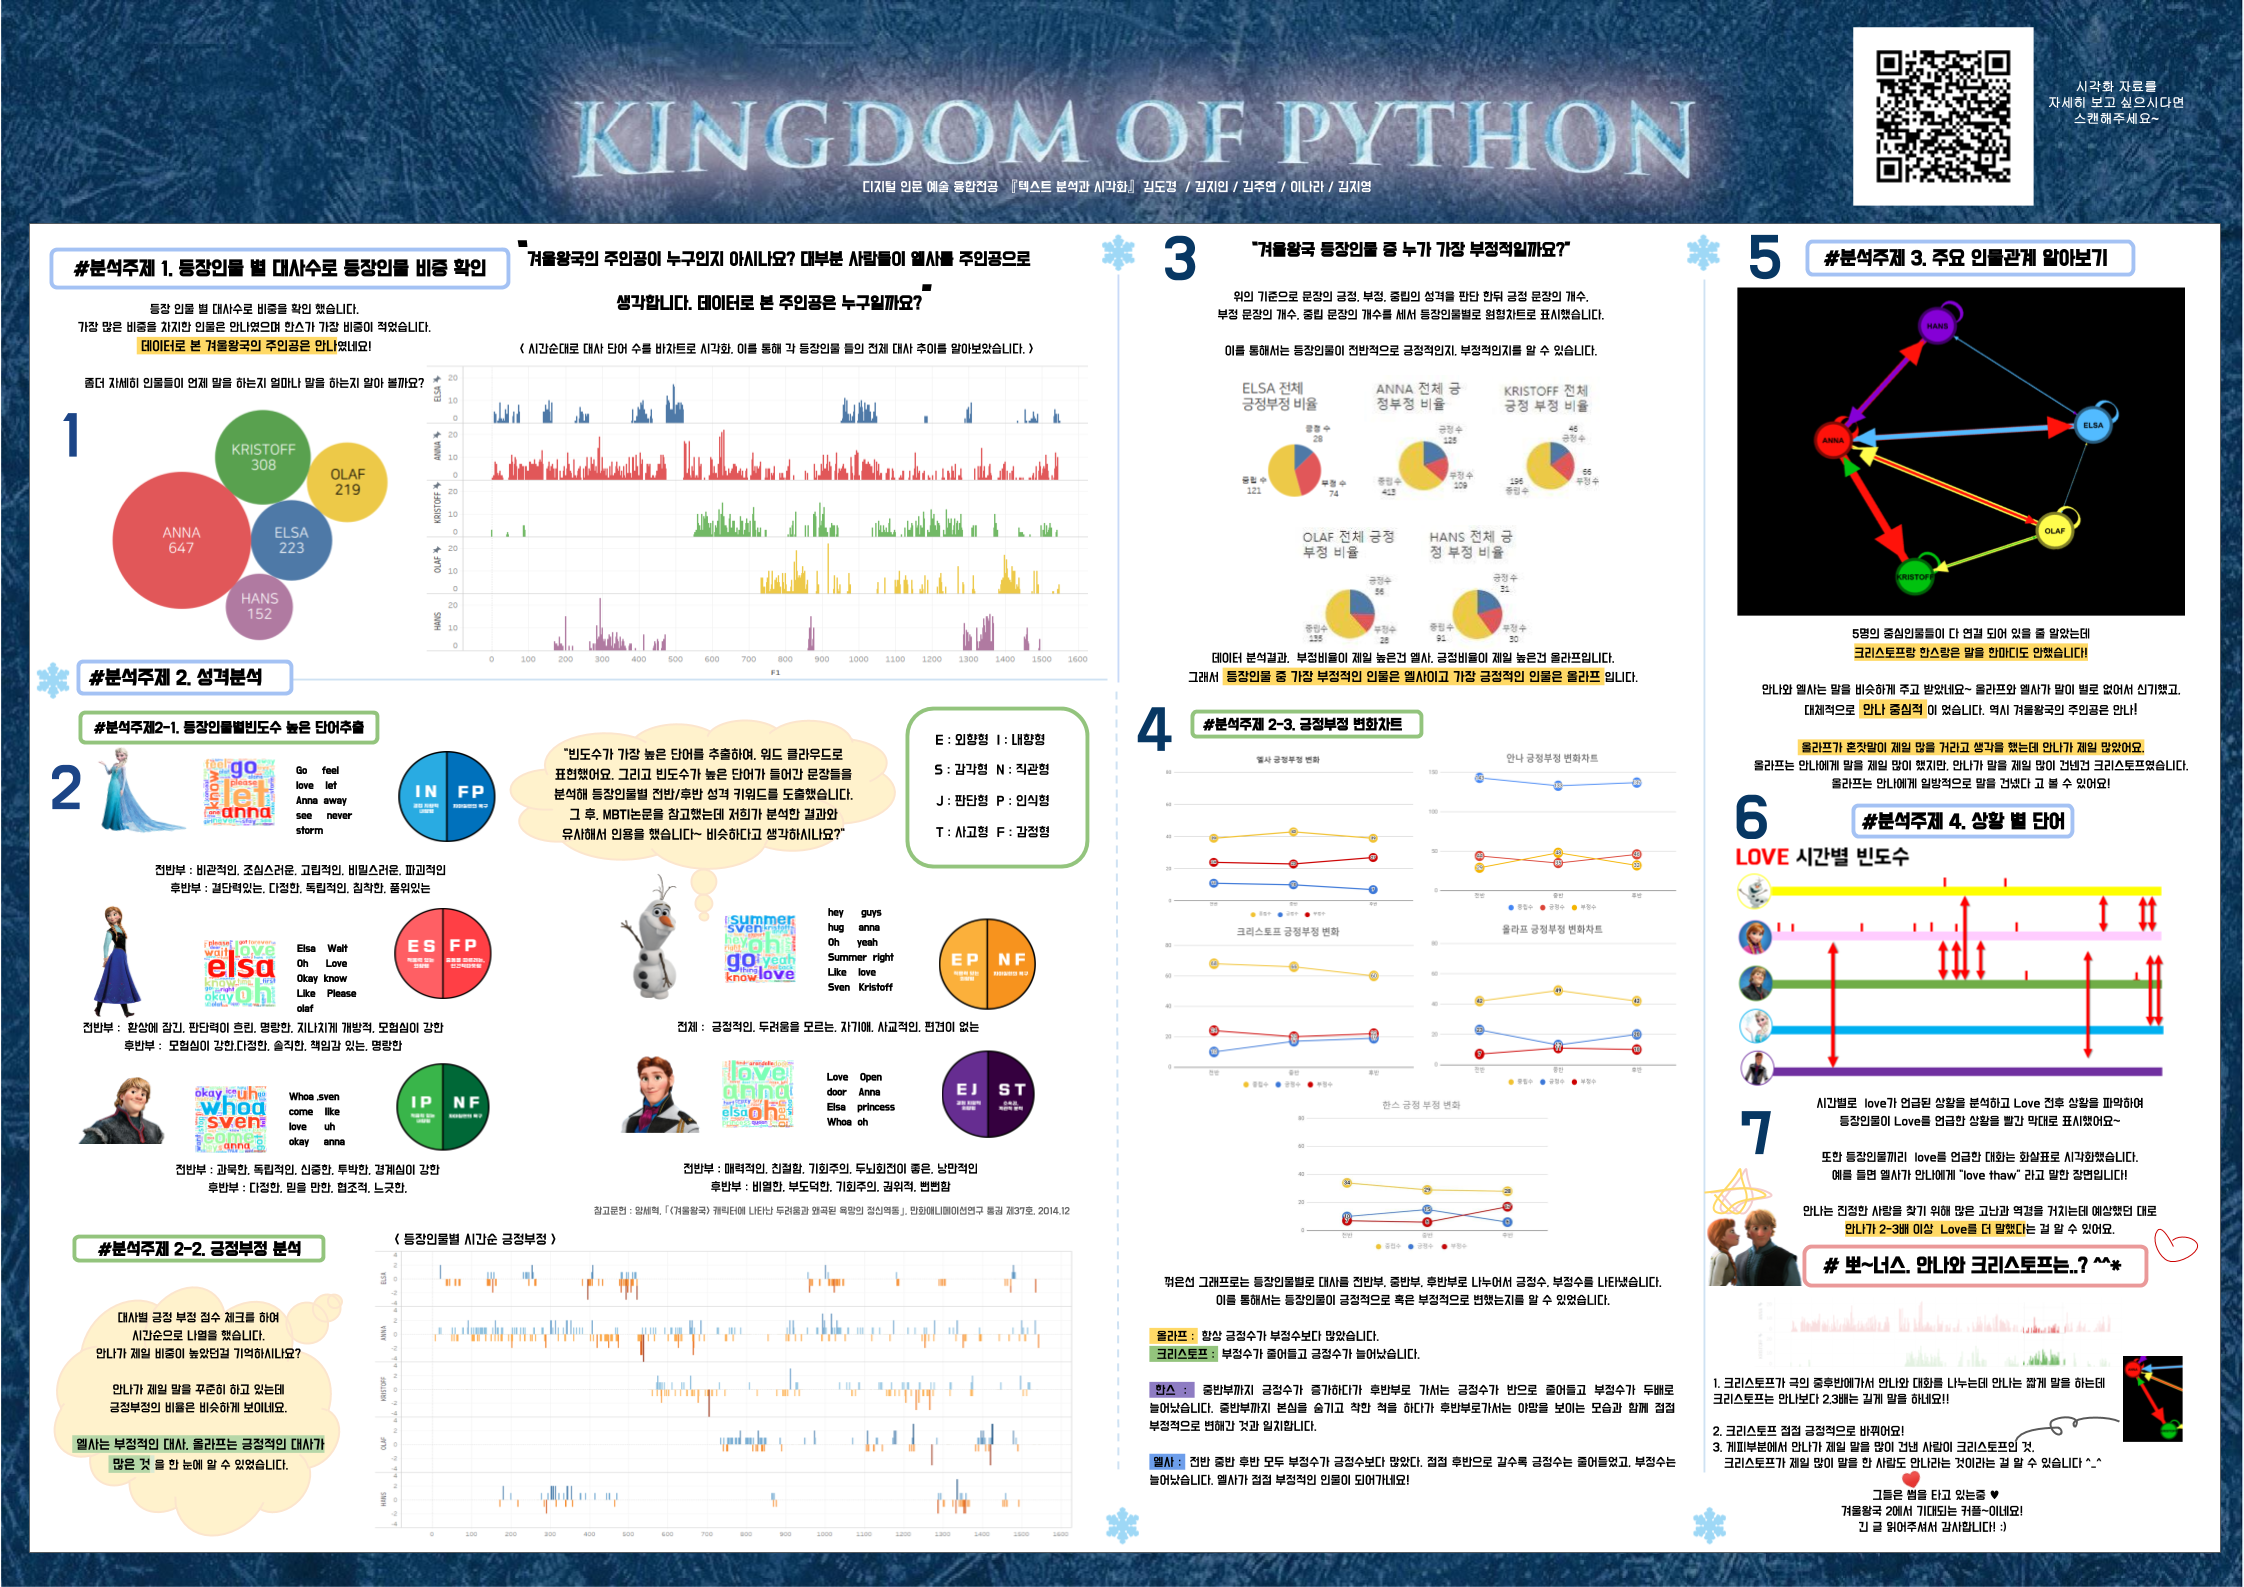 KINGDOM OF PYTHON
디지털 인문 예술 융합전공 『텍스트 분석과 시각화』 김도경 / 김지인 / 김주연 / 이나라 / 김지영
시각화 자료를
자세히 보고 싶으시다면
스캔해주세요~
#분석주제 1. 등장인물 별 대사수로 등장인물 비중 확인
등장 인물 별 대사수로 비중을 확인 했습니다.
가장 많은 비중을 차지한 인물은 안나였으며 한스가 가장 비중이 적었습니다.
데이터로 본 겨울왕국의 주인공은 안나였네요!
좀더 자세히 인물들이 언제 말을 하는지 얼마나 말을 하는지 알아 볼까요?
"겨울왕국의 주인공이 누구인지 아시나요? 대부분 사람들이 엘사를 주인공으로
생각합니다. 데이터로 본 주인공은 누구일까요?"
< 시간순대로 대사 단어 수를 바차트로 시각화. 이를 통해 각 등장인물 들의 전체 대사 추이를 알아보았습니다. >
1
KRISTOFF
308
OLAF
219
ANNA
647
ELSA
223
HANS
152
ELSA
20
10
0
ANNA
20
10
0
KRISTOFF
20
10
0
OLAF
20
10
0
HANS
20
10
0
0 100 200 300 400 500 600 700 800 900 1000 1100 1200 1300 1400 1500 1600
F1
#분석주제 2. 성격분석
#분석주제2-1. 등장인물별빈도수 높은 단어추출
2
go
let
anna
know
Go feel
love let
Anna away
see never
storm
IN FP
전반부 : 비관적인, 조심스러운, 고립적인, 비밀스러운, 파괴적인
후반부 : 결단력있는, 다정한, 독립적인, 침착한, 품위있는
"빈도수가 가장 높은 단어를 추출하여, 워드 클라우드로
표현했어요. 그리고 빈도수가 높은 단어가 들어간 문장들을
분석해 등장인물별 전반/후반 성격 키워드를 도출했습니다.
그 후, MBTI논문을 참고했는데 저희가 분석한 결과와
유사해서 인용을 했습니다~ 비슷하다고 생각하시나요?"
E : 외향형 I : 내향형
S : 감각형 N : 직관형
J : 판단형 P : 인식형
T : 사고형 F : 감정형
elsa
oh
love
wait
okay
Elsa Wait
Oh Love
Okay know
Like Please
olaf
ES FP
전반부 : 환상에 잠긴, 판단력이 흐린, 명랑한, 지나치게 개방적, 모험심이 강한
후반부 : 모험심이 강한,다정한, 솔직한, 책임감 있는, 명랑한
summer
oh
go
yeah
know
love
hey guys
hug anna
Oh yeah
Summer right
Like love
Sven Kristoff
EP NF
전체 : 긍정적인, 두려움을 모르는, 자기애, 사교적인, 편견이 없는
okay
uh
whoa
sven
come
anna
Whoa ,sven
come like
love uh
okay anna
IP NF
전반부 : 과묵한, 독립적인, 신중한, 투박한, 경계심이 강한
후반부 : 다정한, 믿을 만한, 협조적, 느긋한,
love
anna
elsa
oh
Love Open
door Anna
Elsa princess
Whoa oh
EJ ST
전반부 : 매력적인, 친절함, 기회주의, 두뇌회전이 좋은, 낭만적인
후반부 : 비열한, 부도덕한, 기회주의, 권위적, 뻔뻔함
참고문헌 : 양세혁, 「<겨울왕국> 캐릭터에 나타난 두려움과 왜곡된 욕망의 정신역동」, 만화애니메이션연구 통권 제37호, 2014.12
#분석주제 2-2. 긍정부정 분석
< 등장인물별 시간순 긍정부정 >
대사별 긍정 부정 점수 체크를 하여
시간순으로 나열을 했습니다.
안나가 제일 비중이 높았던걸 기억하시나요?
안나가 제일 말을 꾸준히 하고 있는데
긍정부정의 비율은 비슷하게 보이네요.
엘사는 부정적인 대사, 올라프는 긍정적인 대사가
많은 것 을 한 눈에 알 수 있었습니다.
ELSA
ANNA
KRISTOFF
OLAF
HANS
0 100 200 300 400 500 600 700 800 900 1000 1100 1200 1300 1400 1500 1600
3
"겨울왕국 등장인물 중 누가 가장 부정적일까요?"
위의 기준으로 문장의 긍정, 부정, 중립의 성격을 판단 한뒤 긍정 문장의 개수,
부정 문장의 개수, 중립 문장의 개수를 세서 등장인물별로 원형차트로 표시했습니다.
이를 통해서는 등장인물이 전반적으로 긍정적인지, 부정적인지를 알 수 있습니다.
ELSA 전체
긍정부정 비율
긍정 수
28
중립 수
121
부정 수
74
ANNA 전체 긍
정부정 비율
긍정수
125
중립수
413
부정수
109
KRISTOFF 전체
긍정 부정 비율
46
긍정수
196
중립수
66
부정수
OLAF 전체 긍정
부정 비율
긍정수
56
중립수
135
부정수
28
HANS 전체 긍
정 부정 비율
긍정수
31
중립수
91
부정수
30
데이터 분석결과, 부정비율이 제일 높은건 엘사, 긍정비율이 제일 높은건 올라프입니다.
그래서 등장인물 중 가장 부정적인 인물은 엘사이고 가장 긍정적인 인물은 올라프 입니다.
4
#분석주제 2-3. 긍정부정 변화차트
엘사 긍정부정 변화
안나 긍정부정 변화차트
크리스토프 긍정부정 변화
올라프 긍정부정 변화차트
한스 긍정 부정 변화
꺾은선 그래프로는 등장인물별로 대사를 전반부, 중반부, 후반부로 나누어서 긍정수, 부정수를 나타냈습니다.
이를 통해서는 등장인물이 긍정적으로 혹은 부정적으로 변했는지를 알 수 있었습니다.
올라프 : 항상 긍정수가 부정수보다 많았습니다.
크리스토프 : 부정수가 줄어들고 긍정수가 늘어났습니다.
한스 : 중반부까지 긍정수가 증가하다가 후반부로 가서는 긍정수가 반으로 줄어들고 부정수가 두배로
늘어났습니다. 중반부까지 본심을 숨기고 착한 척을 하다가 후반부로가서는 야망을 보이는 모습과 함께 점점
부정적으로 변해간 것과 일치합니다.
엘사 : 전반 중반 후반 모두 부정수가 긍정수보다 많았다. 점점 후반으로 갈수록 긍정수는 줄어들었고, 부정수는
늘어났습니다. 엘사가 점점 부정적인 인물이 되어가네요!
5
#분석주제 3. 주요 인물관계 알아보기
HANS
ELSA
ANNA
OLAF
KRISTOFF
5명의 중심인물들이 다 연결 되어 있을 줄 알았는데
크리스토프랑 한스랑은 말을 한마디도 안했습니다!
안나와 엘사는 말을 비슷하게 주고 받았네요~ 올라프와 엘사가 말이 별로 없어서 신기했고,
대체적으로 안나 중심적 이 었습니다. 역시 겨울왕국의 주인공은 안나!
올라프가 혼잣말이 제일 많을 거라고 생각을 했는데 안나가 제일 많았어요.
올라프는 안나에게 말을 제일 많이 했지만, 안나가 말을 제일 많이 건넨건 크리스토프였습니다.
올라프는 안나에게 일방적으로 말을 건넸다 고 볼 수 있어요!
6
#분석주제 4. 상황 별 단어
LOVE 시간별 빈도수
7
시간별로 love가 언급된 상황을 분석하고 Love 전후 상황을 파악하여
등장인물이 Love를 언급한 상황을 빨간 막대로 표시했어요~
또한 등장인물끼리 love를 언급한 대화는 화살표로 시각화했습니다.
예를 들면 엘사가 안나에게 "love thaw" 라고 말한 장면입니다!
안나는 진정한 사랑을 찾기 위해 많은 고난과 역경을 거치는데 예상했던 대로
안나가 2-3배 이상 Love를 더 말했다는 걸 알 수 있어요.
# 뽀~너스. 안나와 크리스토프는..? ^^*
1. 크리스토프가 극의 중후반에가서 안나와 대화를 나누는데 안나는 짧게 말을 하는데
크리스토프는 안나보다 2,3배는 길게 말을 하네요!!
2. 크리스토프 점점 긍정적으로 바뀌어요!
3. 게피부분에서 안나가 제일 말을 많이 건넨 사람이 크리스토프인 것.
크리스토프가 제일 많이 말을 한 사람도 안나라는 것이라는 걸 알 수 있습니다 ^_^
그들은 썸을 타고 있는중 ♥
겨울왕국 2에서 기대되는 커플~이네요!
긴 글 읽어주셔서 감사합니다! :)